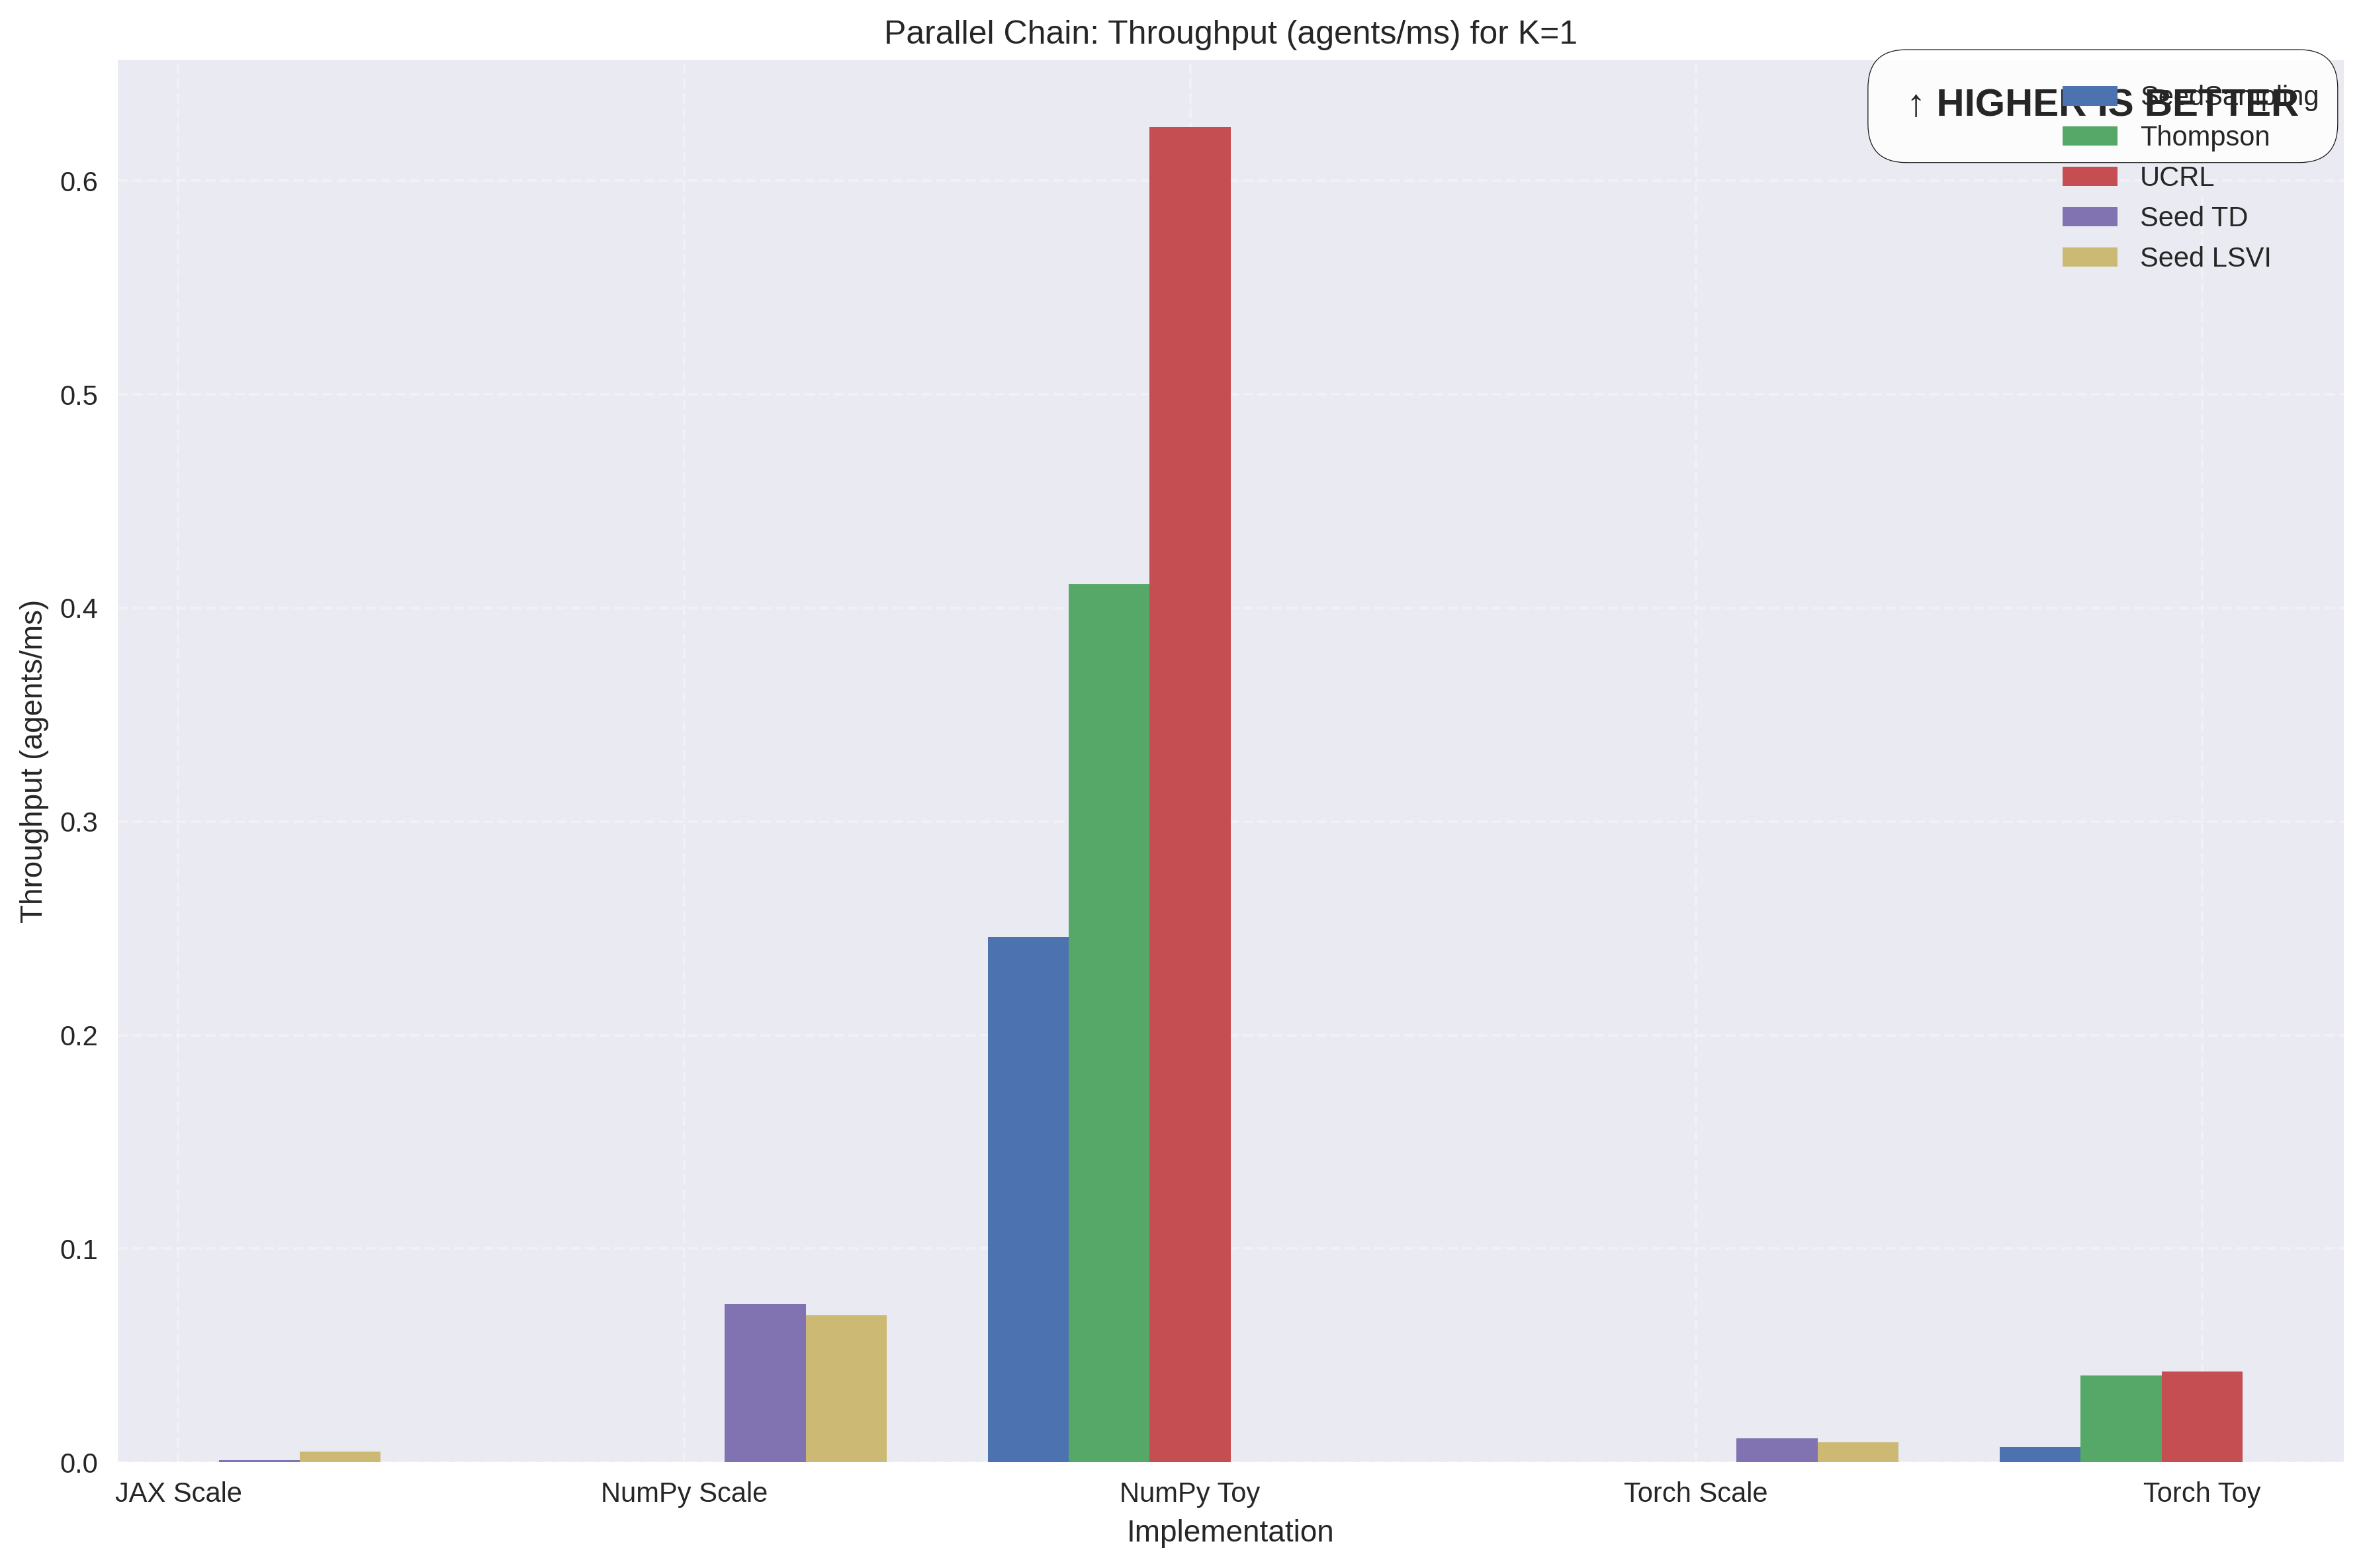 Parallel Chain: Throughput (agents/ms) for K=1
↑ HIGHER IS BETTER
SeedSampling
Thompson
UCRL
Seed TD
Seed LSVI
Throughput (agents/ms)
0.6
0.5
0.4
0.3
0.2
0.1
0.0
JAX Scale
NumPy Scale
NumPy Toy
Torch Scale
Torch Toy
Implementation